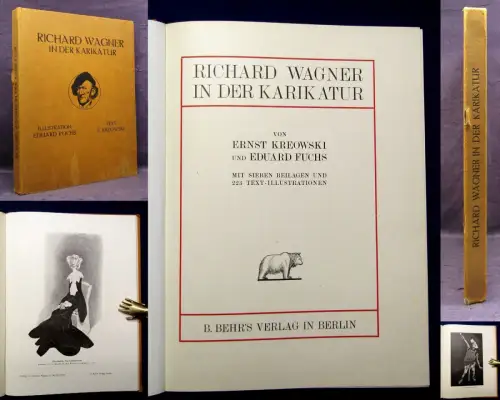 RICHARD WAGNER
IN DER KARIKATUR
ILLUSTRATION
EDUARD FUCHS
TEXT
E. KREOWSKI
RICHARD WAGNER
IN DER KARIKATUR
VON
ERNST KREOWSKI
UND EDUARD FUCHS
MIT SIEBEN BEILAGEN UND
223 TEXT-ILLUSTRATIONEN
B. BEHR'S VERLAG IN BERLIN
RICHARD WAGNER IN DER KARIKATUR